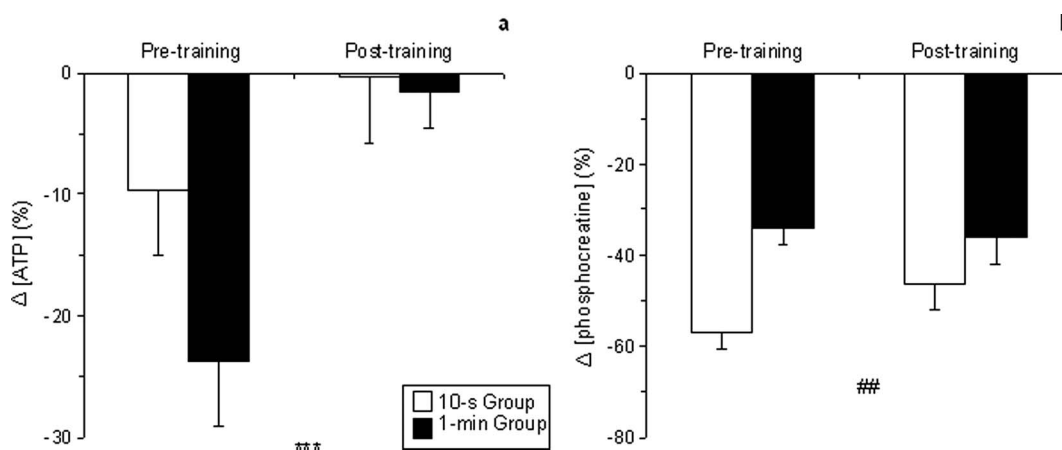 a
Pre-training
Post-training
0
-10
-20
-30
Δ [ATP] (%)
10-s Group
1-min Group
Pre-training
Post-training
0
-20
-40
-60
-80
Δ [phosphocreatine] (%)
##